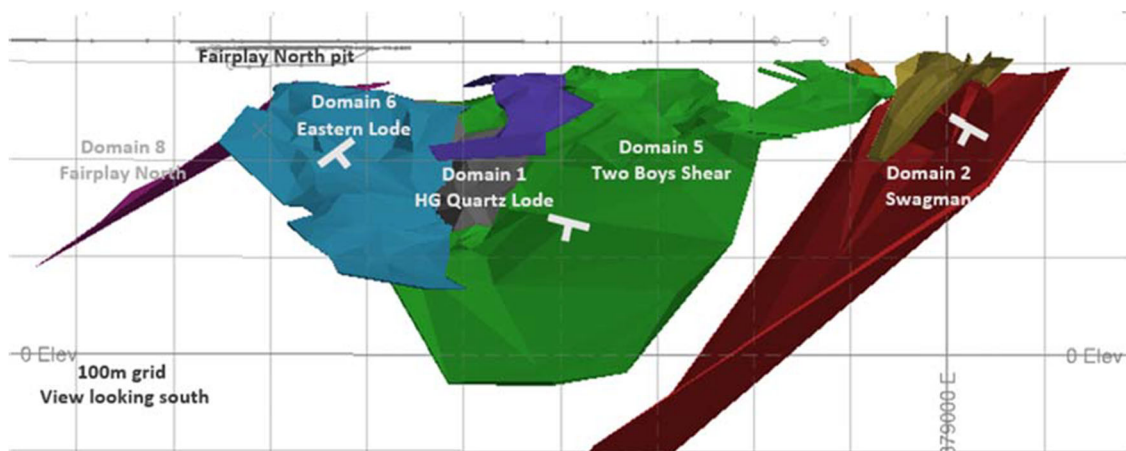 Fairplay North pit
Domain 6
Eastern Lode
Domain 8
Fairplay North
Domain 1
HG Quartz Lode
Domain 5
Two Boys Shear
Domain 2
Swagman
0 Elev
0 Elev
100m grid
View looking south
379000 E